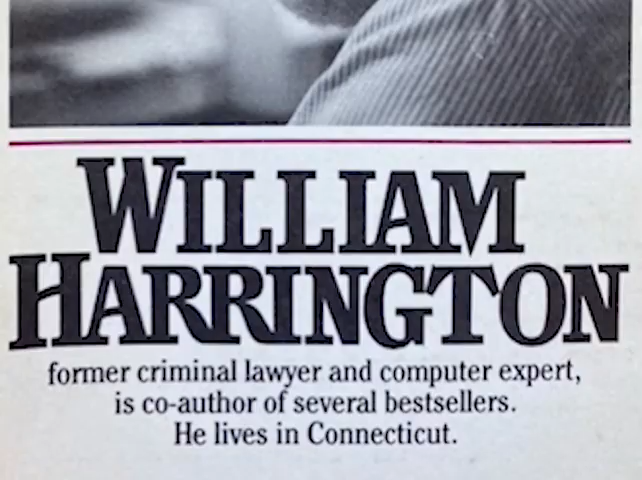 WILLIAM
HARRINGTON
former criminal lawyer and computer expert,
is co-author of several bestsellers.
He lives in Connecticut.